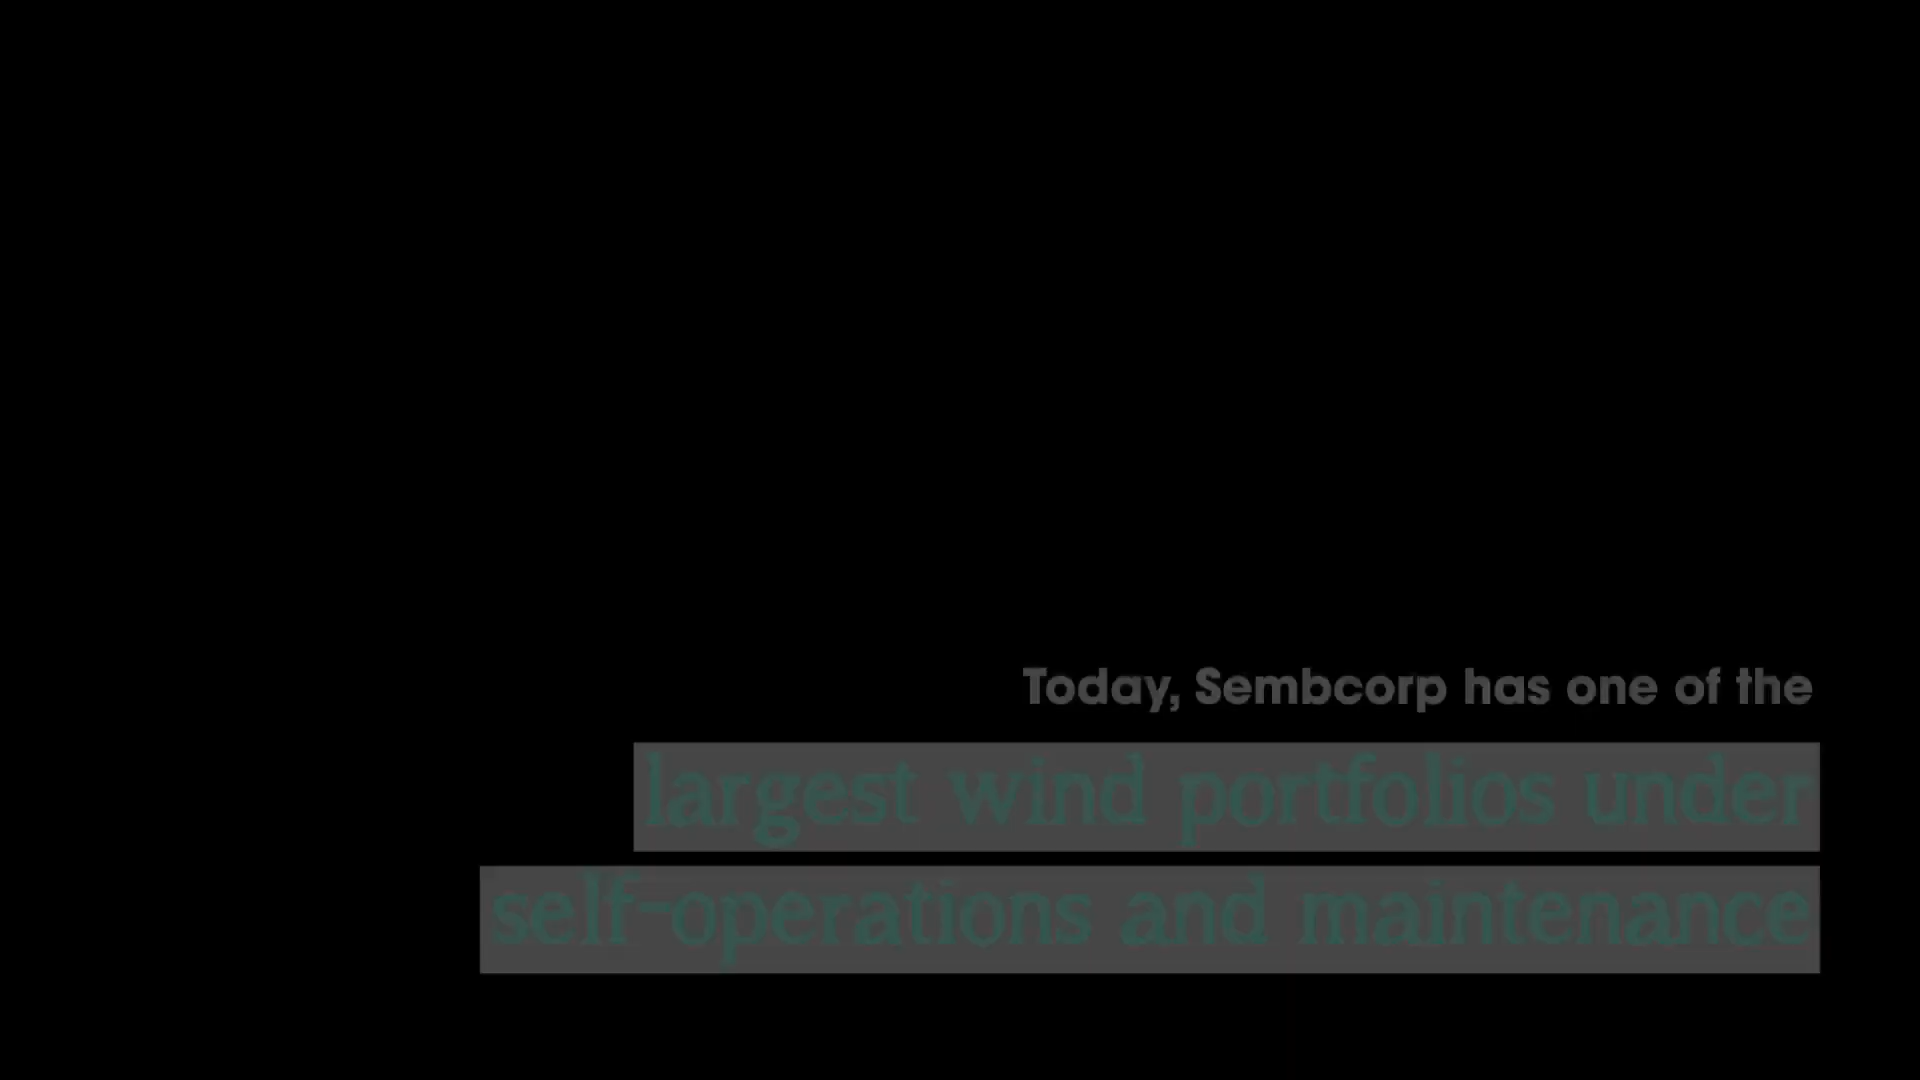 Today, Sembcorp has one of the
largest wind portfolios under
self-operations and maintenance